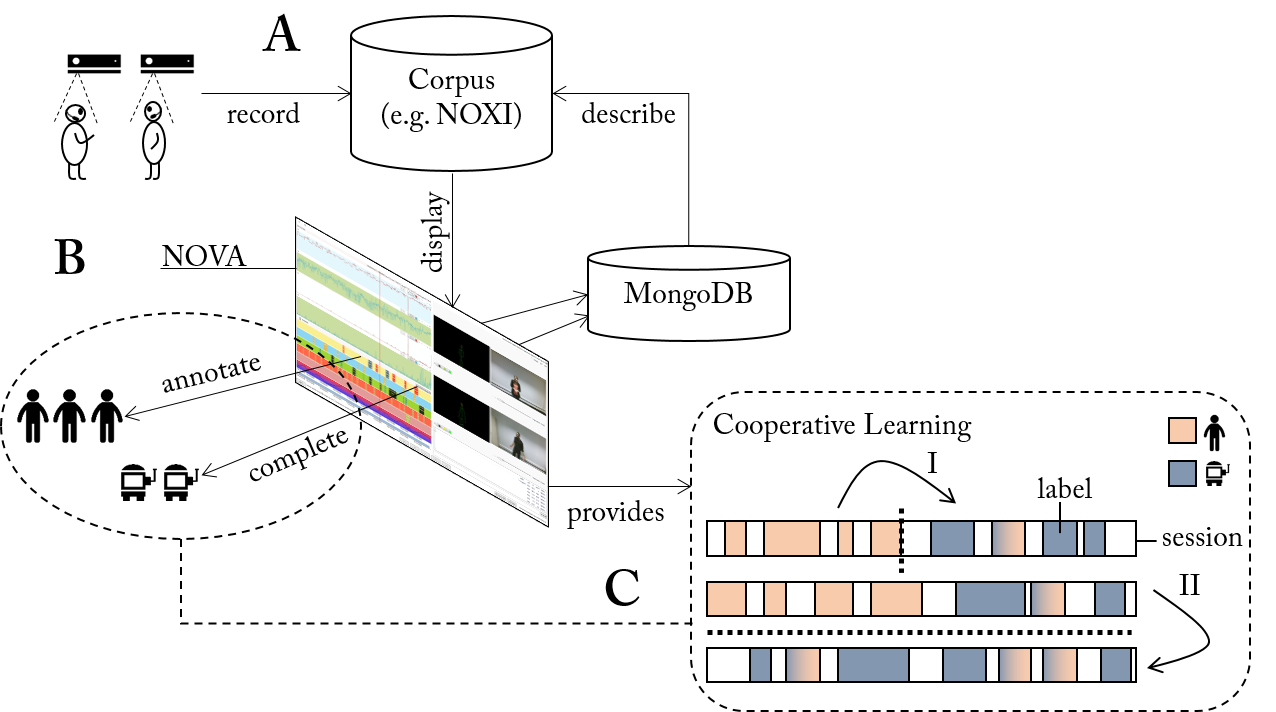 A
Corpus
(e.g. NOXI)
record
describe
display
B
NOVA
MongoDB
annotate
complete
provides
Cooperative Learning
I
label
session
C
II